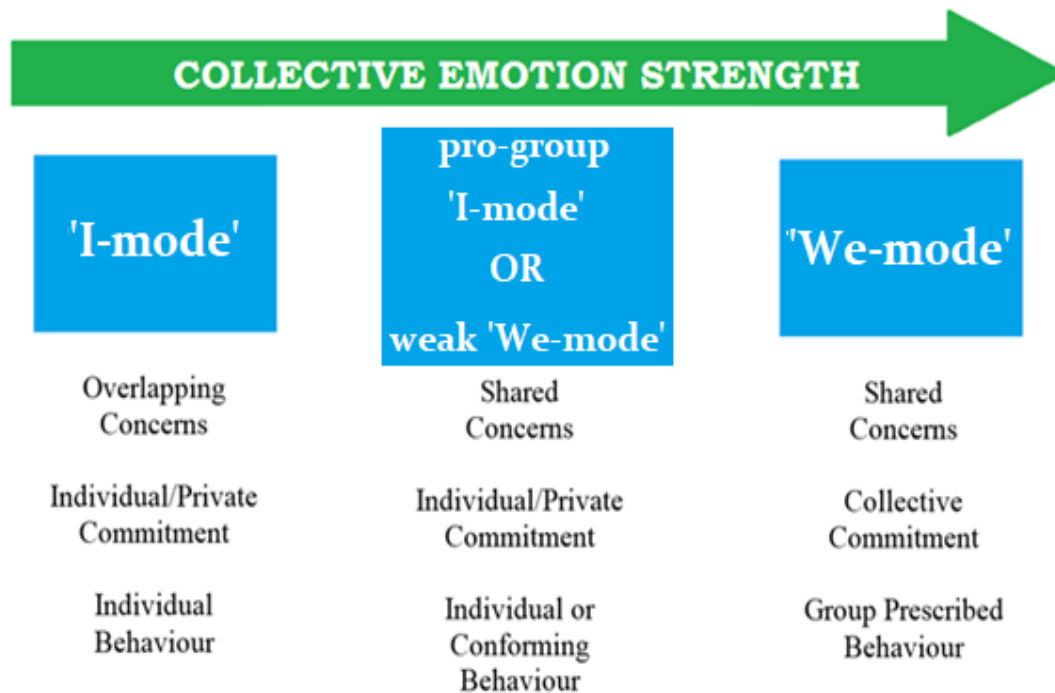 COLLECTIVE EMOTION STRENGTH
'I-mode'
pro-group
'I-mode'
OR
weak 'We-mode'
'We-mode'
Overlapping
Concerns
Shared
Concerns
Shared
Concerns
Individual/Private
Commitment
Individual/Private
Commitment
Collective
Commitment
Individual
Behaviour
Individual or
Conforming
Behaviour
Group Prescribed
Behaviour